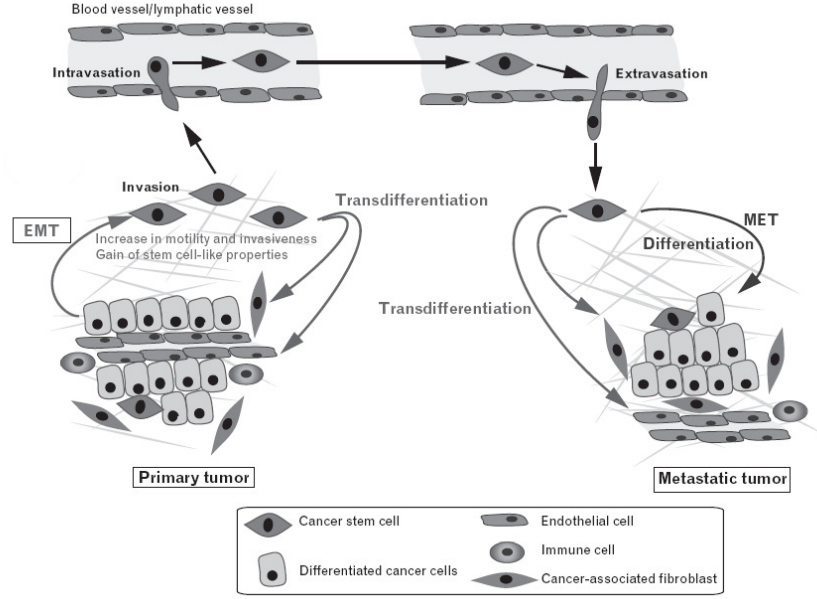 Blood vessel/lymphatic vessel
Intravasation
Extravasation
Invasion
Transdifferentiation
EMT
Increase in motility and invasiveness
Gain of stem cell-like properties
MET
Differentiation
Transdifferentiation
Primary tumor
Metastatic tumor
Cancer stem cell
Endothelial cell
Immune cell
Differentiated cancer cells
Cancer-associated fibroblast